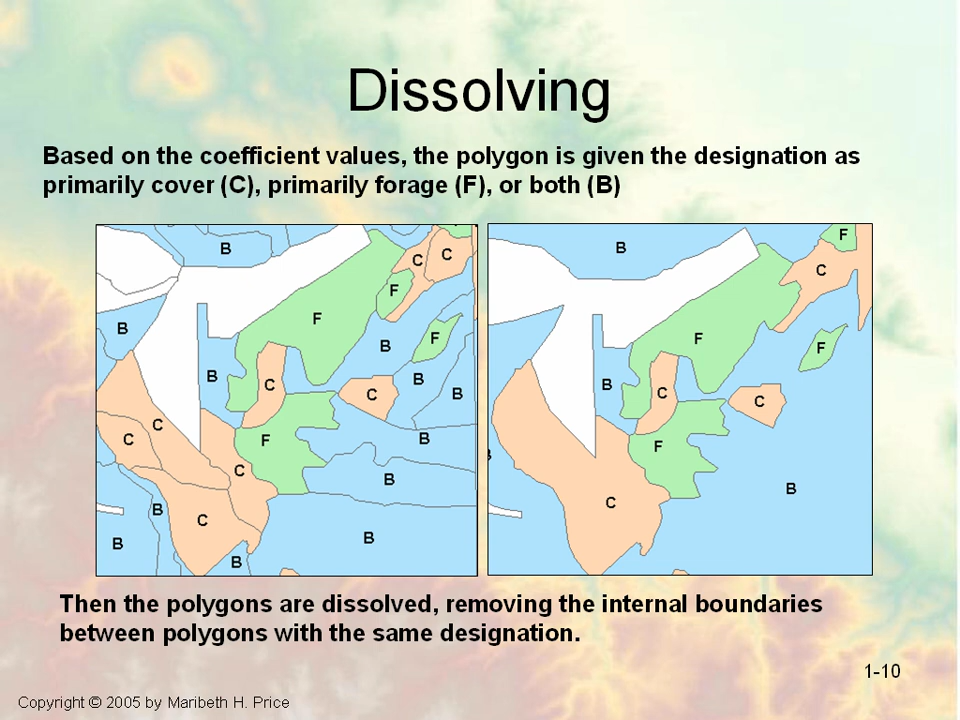 Dissolving
Based on the coefficient values, the polygon is given the designation as
primarily cover (C), primarily forage (F), or both (B)
B
C
C
F
F
B
B
F
B
B
C
B
C
B
C
C
F
B
C
B
B
C
B
B
B
F
B
C
F
F
B
C
C
F
B
B
C
Then the polygons are dissolved, removing the internal boundaries
between polygons with the same designation.
1-10
Copyright © 2005 by Maribeth H. Price